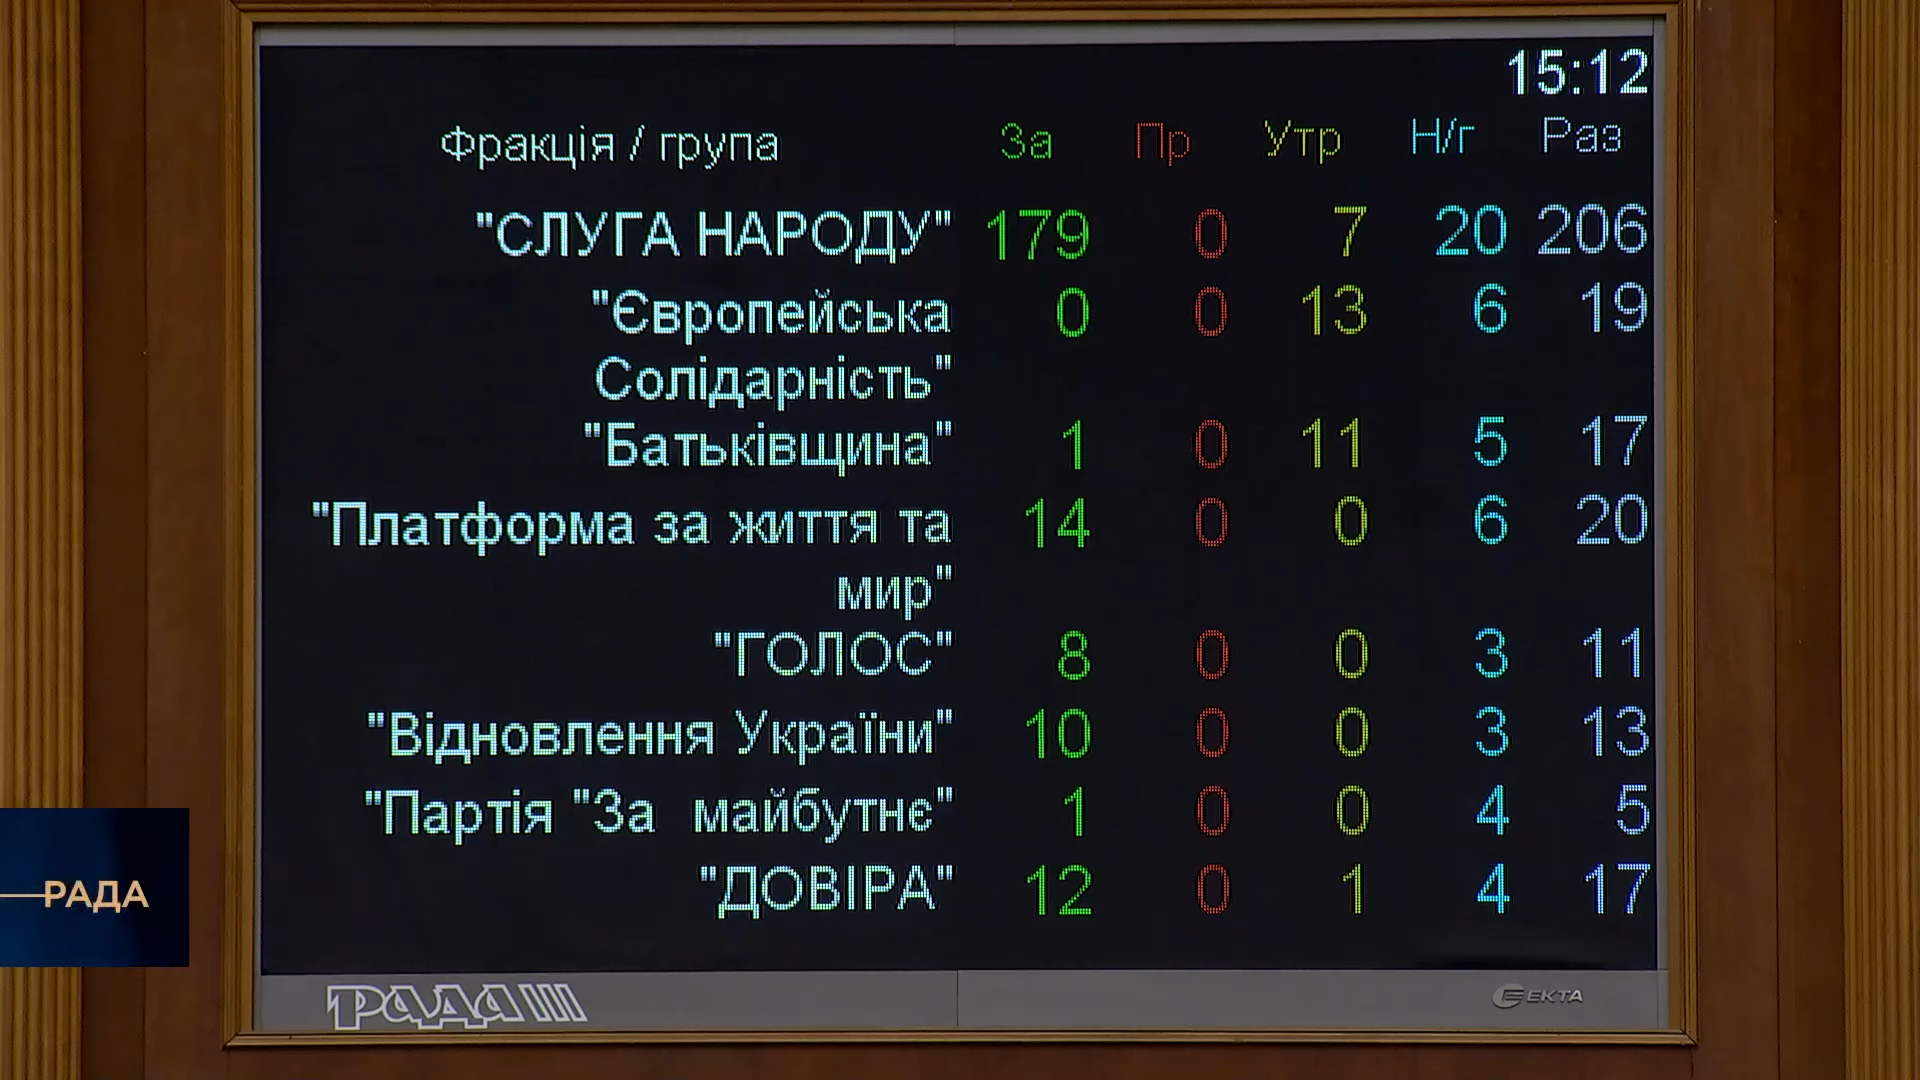 15:12
Фракція / група За Пр Утр Н/г Раз
"СЛУГА НАРОДУ" 179 0 7 20 206
"Європейська 0 0 13 6 19
Солідарність"
"Батьківщина" 1 0 11 5 17
"Платформа за життя та 14 0 0 6 20
мир"
"ГОЛОС" 8 0 0 3 11
"Відновлення України" 10 0 0 3 13
"Партія "За майбутнє" 1 0 0 4 5
"ДОВІРА" 12 0 1 4 17
РАДА
РАДА III
ЕКТА